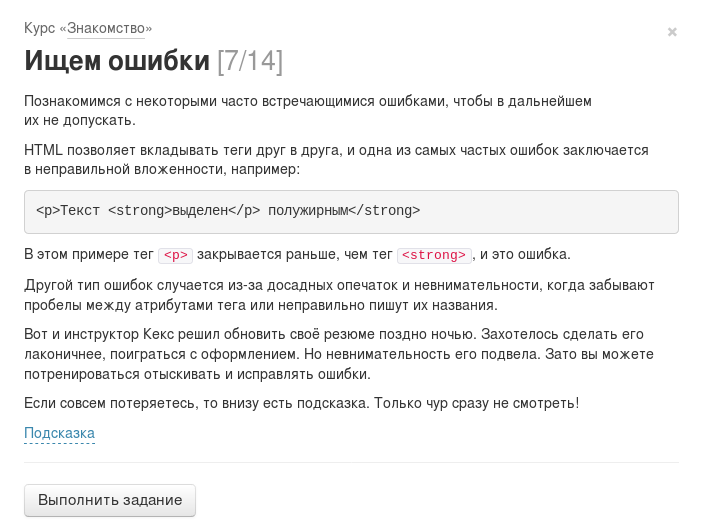 Курс «Знакомство»
×
Ищем ошибки [7/14]
Познакомимся с некоторыми часто встречающимися ошибками, чтобы в дальнейшем
их не допускать.
HTML позволяет вкладывать теги друг в друга, и одна из самых частых ошибок заключается
в неправильной вложенности, например:
<p>Текст <strong>выделен</p> полужирным</strong>
В этом примере тег <p> закрывается раньше, чем тег <strong>, и это ошибка.
Другой тип ошибок случается из-за досадных опечаток и невнимательности, когда забывают
пробелы между атрибутами тега или неправильно пишут их названия.
Вот и инструктор Кекс решил обновить своё резюме поздно ночью. Захотелось сделать его
лаконичнее, поиграться с оформлением. Но невнимательность его подвела. Зато вы можете
потренироваться отыскивать и исправлять ошибки.
Если совсем потеряетесь, то внизу есть подсказка. Только чур сразу не смотреть!
Подсказка
Выполнить задание